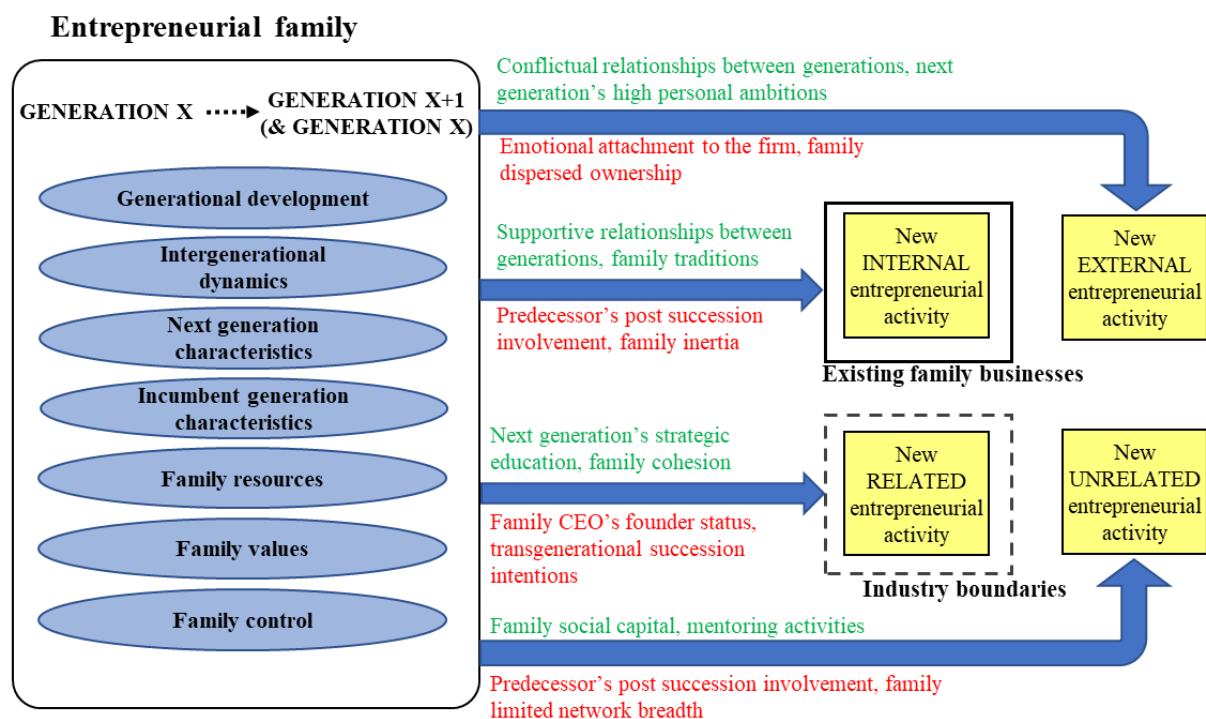 Entrepreneurial family
GENERATION X
GENERATION X+1
(& GENERATION X)
Generational development
Intergenerational
dynamics
Next generation
characteristics
Incumbent generation
characteristics
Family resources
Family values
Family control
Conflictual relationships between generations, next
generation’s high personal ambitions
Emotional attachment to the firm, family
dispersed ownership
Supportive relationships between
generations, family traditions
Predecessor’s post succession
involvement, family inertia
New
INTERNAL
entrepreneurial
activity
Existing family businesses
New
EXTERNAL
entrepreneurial
activity
Next generation’s strategic
education, family cohesion
Family CEO’s founder status,
transgenerational succession
intentions
New
RELATED
entrepreneurial
activity
Industry boundaries
New
UNRELATED
entrepreneurial
activity
Family social capital, mentoring activities
Predecessor’s post succession involvement, family
limited network breadth